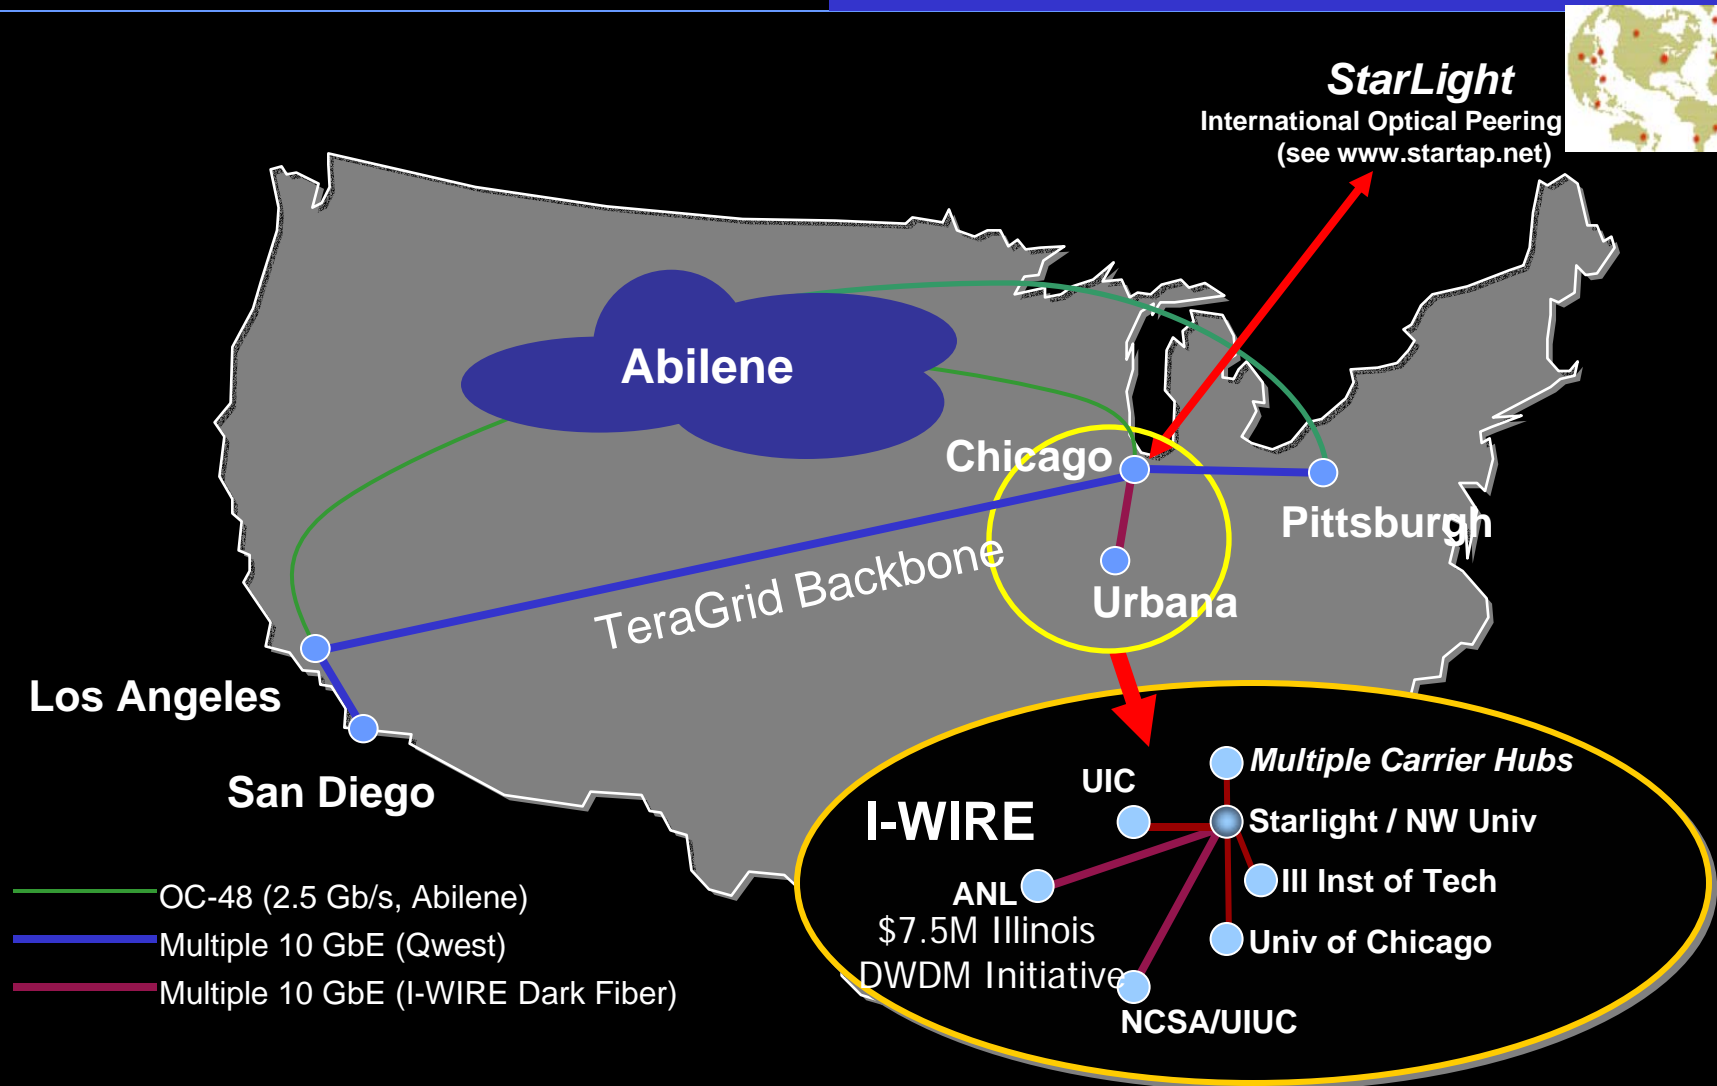 StarLight
International Optical Peering
(see www.startap.net)
Abilene
Chicago
Pittsburgh
TeraGrid Backbone
Urbana
Los Angeles
San Diego
Multiple Carrier Hubs
UIC
I-WIRE
Starlight / NW Univ
Ill Inst of Tech
ANL
$7.5M Illinois
DWDM Initiative
Univ of Chicago
NCSA/UIUC
OC-48 (2.5 Gb/s, Abilene)
Multiple 10 GbE (Qwest)
Multiple 10 GbE (I-WIRE Dark Fiber)